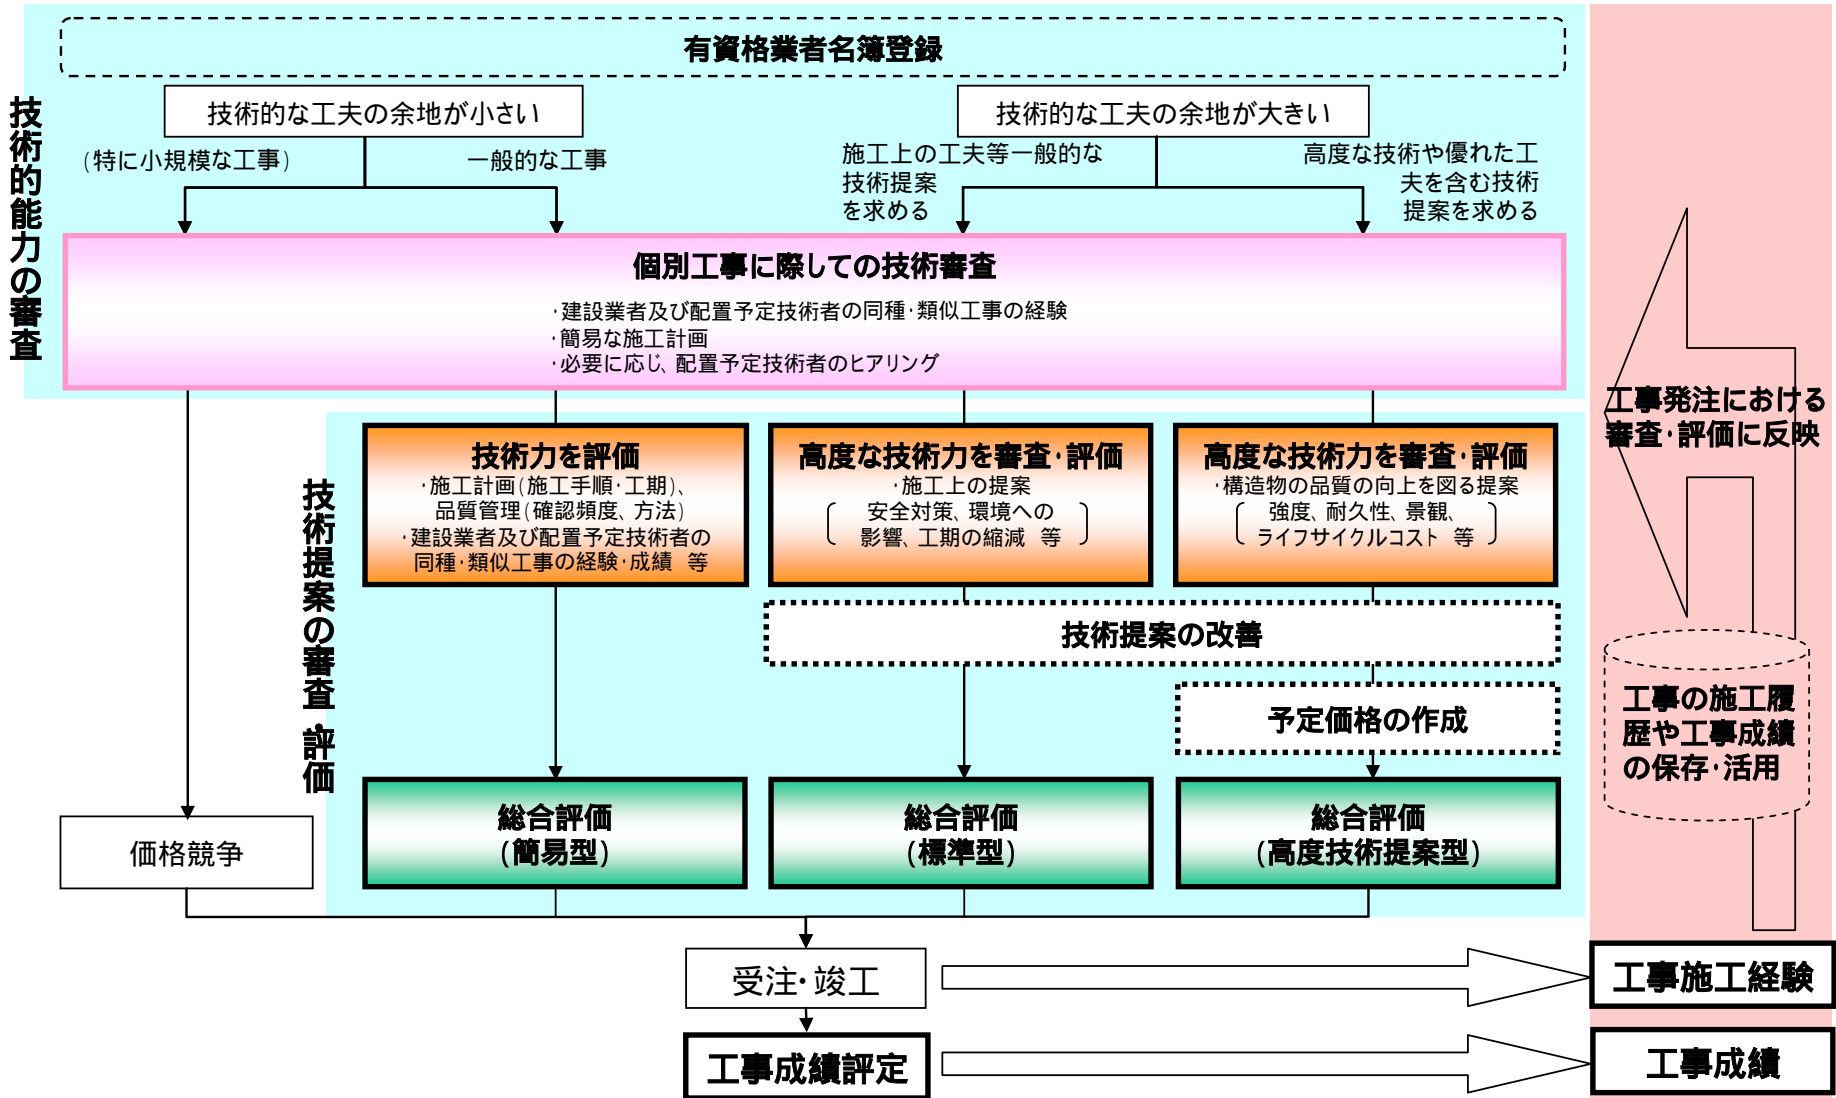 有資格業者名簿登録
技術的能力の審査
技術的な工夫の余地が小さい
技術的な工夫の余地が大きい
(特に小規模な工事)
一般的な工事
施工上の工夫等一般的な
技術提案
を求める
高度な技術や優れた工
夫を含む技術
提案を求める
個別工事に際しての技術審査
・建設業者及び配置予定技術者の同種・類似工事の経験
・簡易な施工計画
・必要に応じ、配置予定技術者のヒアリング
技術提案の審査・評価
技術力を評価
・施工計画(施工手順・工期)、
品質管理(確認頻度、方法)
・建設業者及び配置予定技術者の
同種・類似工事の経験・成績 等
高度な技術力を審査・評価
・施工上の提案
安全対策、環境への
影響、工期の縮減 等
高度な技術力を審査・評価
・構造物の品質の向上を図る提案
強度、耐久性、景観、
ライフサイクルコスト 等
技術提案の改善
予定価格の作成
価格競争
総合評価
(簡易型)
総合評価
(標準型)
総合評価
(高度技術提案型)
受注・竣工
工事成績評定
工事発注における
審査・評価に反映
工事の施工履
歴や工事成績
の保存・活用
工事施工経験
工事成績